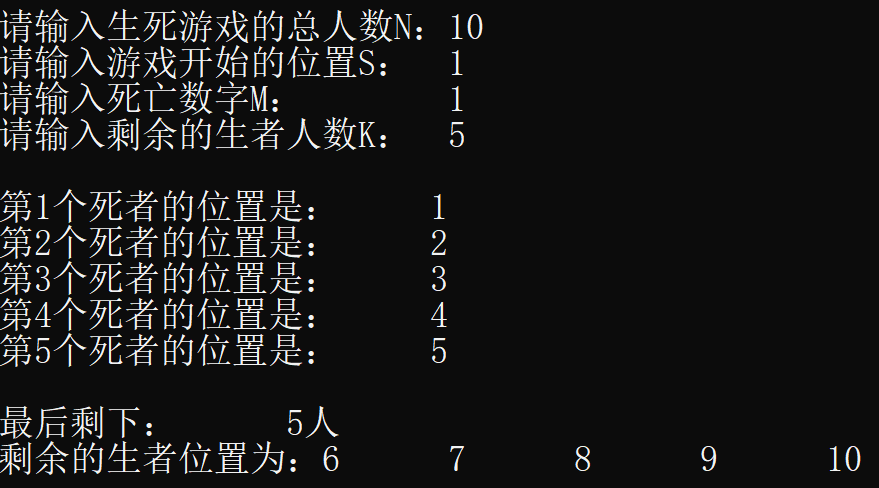 请输入生死游戏的总人数N：10
请输入游戏开始的位置S： 1
请输入死亡数字M： 1
请输入剩余的生者人数K： 5
第1个死者的位置是： 1
第2个死者的位置是： 2
第3个死者的位置是： 3
第4个死者的位置是： 4
第5个死者的位置是： 5
最后剩下： 5人
剩余的生者位置为：6 7 8 9 10